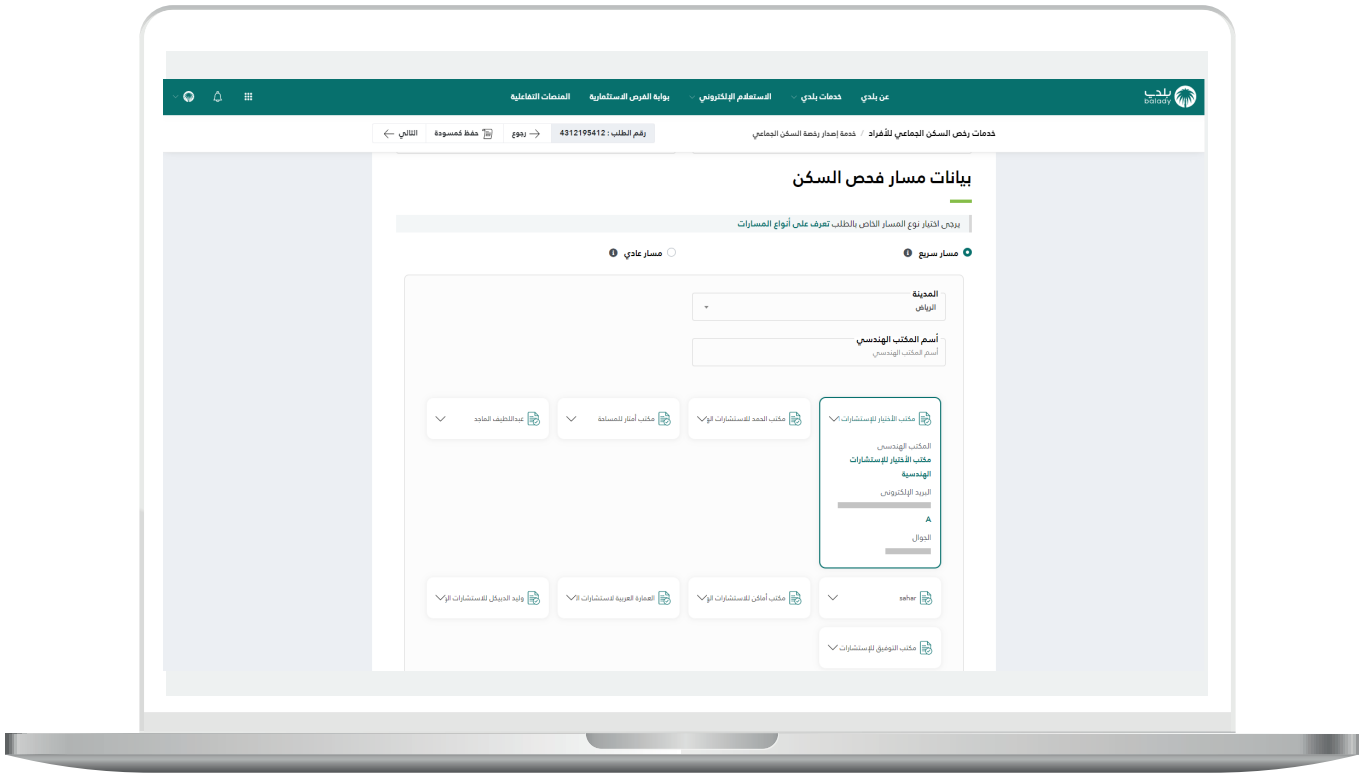 بلدي
balady
عن بلدي
خدمات بلدي
الاستعلام الإلكتروني
بوابة الفرص الاستثمارية
المنصات التفاعلية
خدمات رخص السكن الجماعي للأفراد / خدمة إصدار رخصة السكن الجماعي
رقم الطلب : 4312195412
رجوع
حفظ كمسودة
التالي
بيانات مسار فحص السكن
يرجى اختيار نوع المسار الخاص بالطلب تعرف على أنواع المسارات
مسار سريع
مسار عادي
المدينة
الرياض
أسم المكتب الهندسي
أسم المكتب الهندسي
مكتب الأختيار للإستشارات ا
مكتب الحمد للاستشارات اله
مكتب أمتار للمساحة
عبداللطيف الماجد
المكتب الهندسي
مكتب الأختيار للإستشارات
الهندسية
البريد الإلكتروني
A
الجوال
sahar
مكتب أماكن للاستشارات اله
العمارة العربية لاستشارات ا
وليد الدبيكل للاستشارات اله
مكتب التوفيق للإستشارات